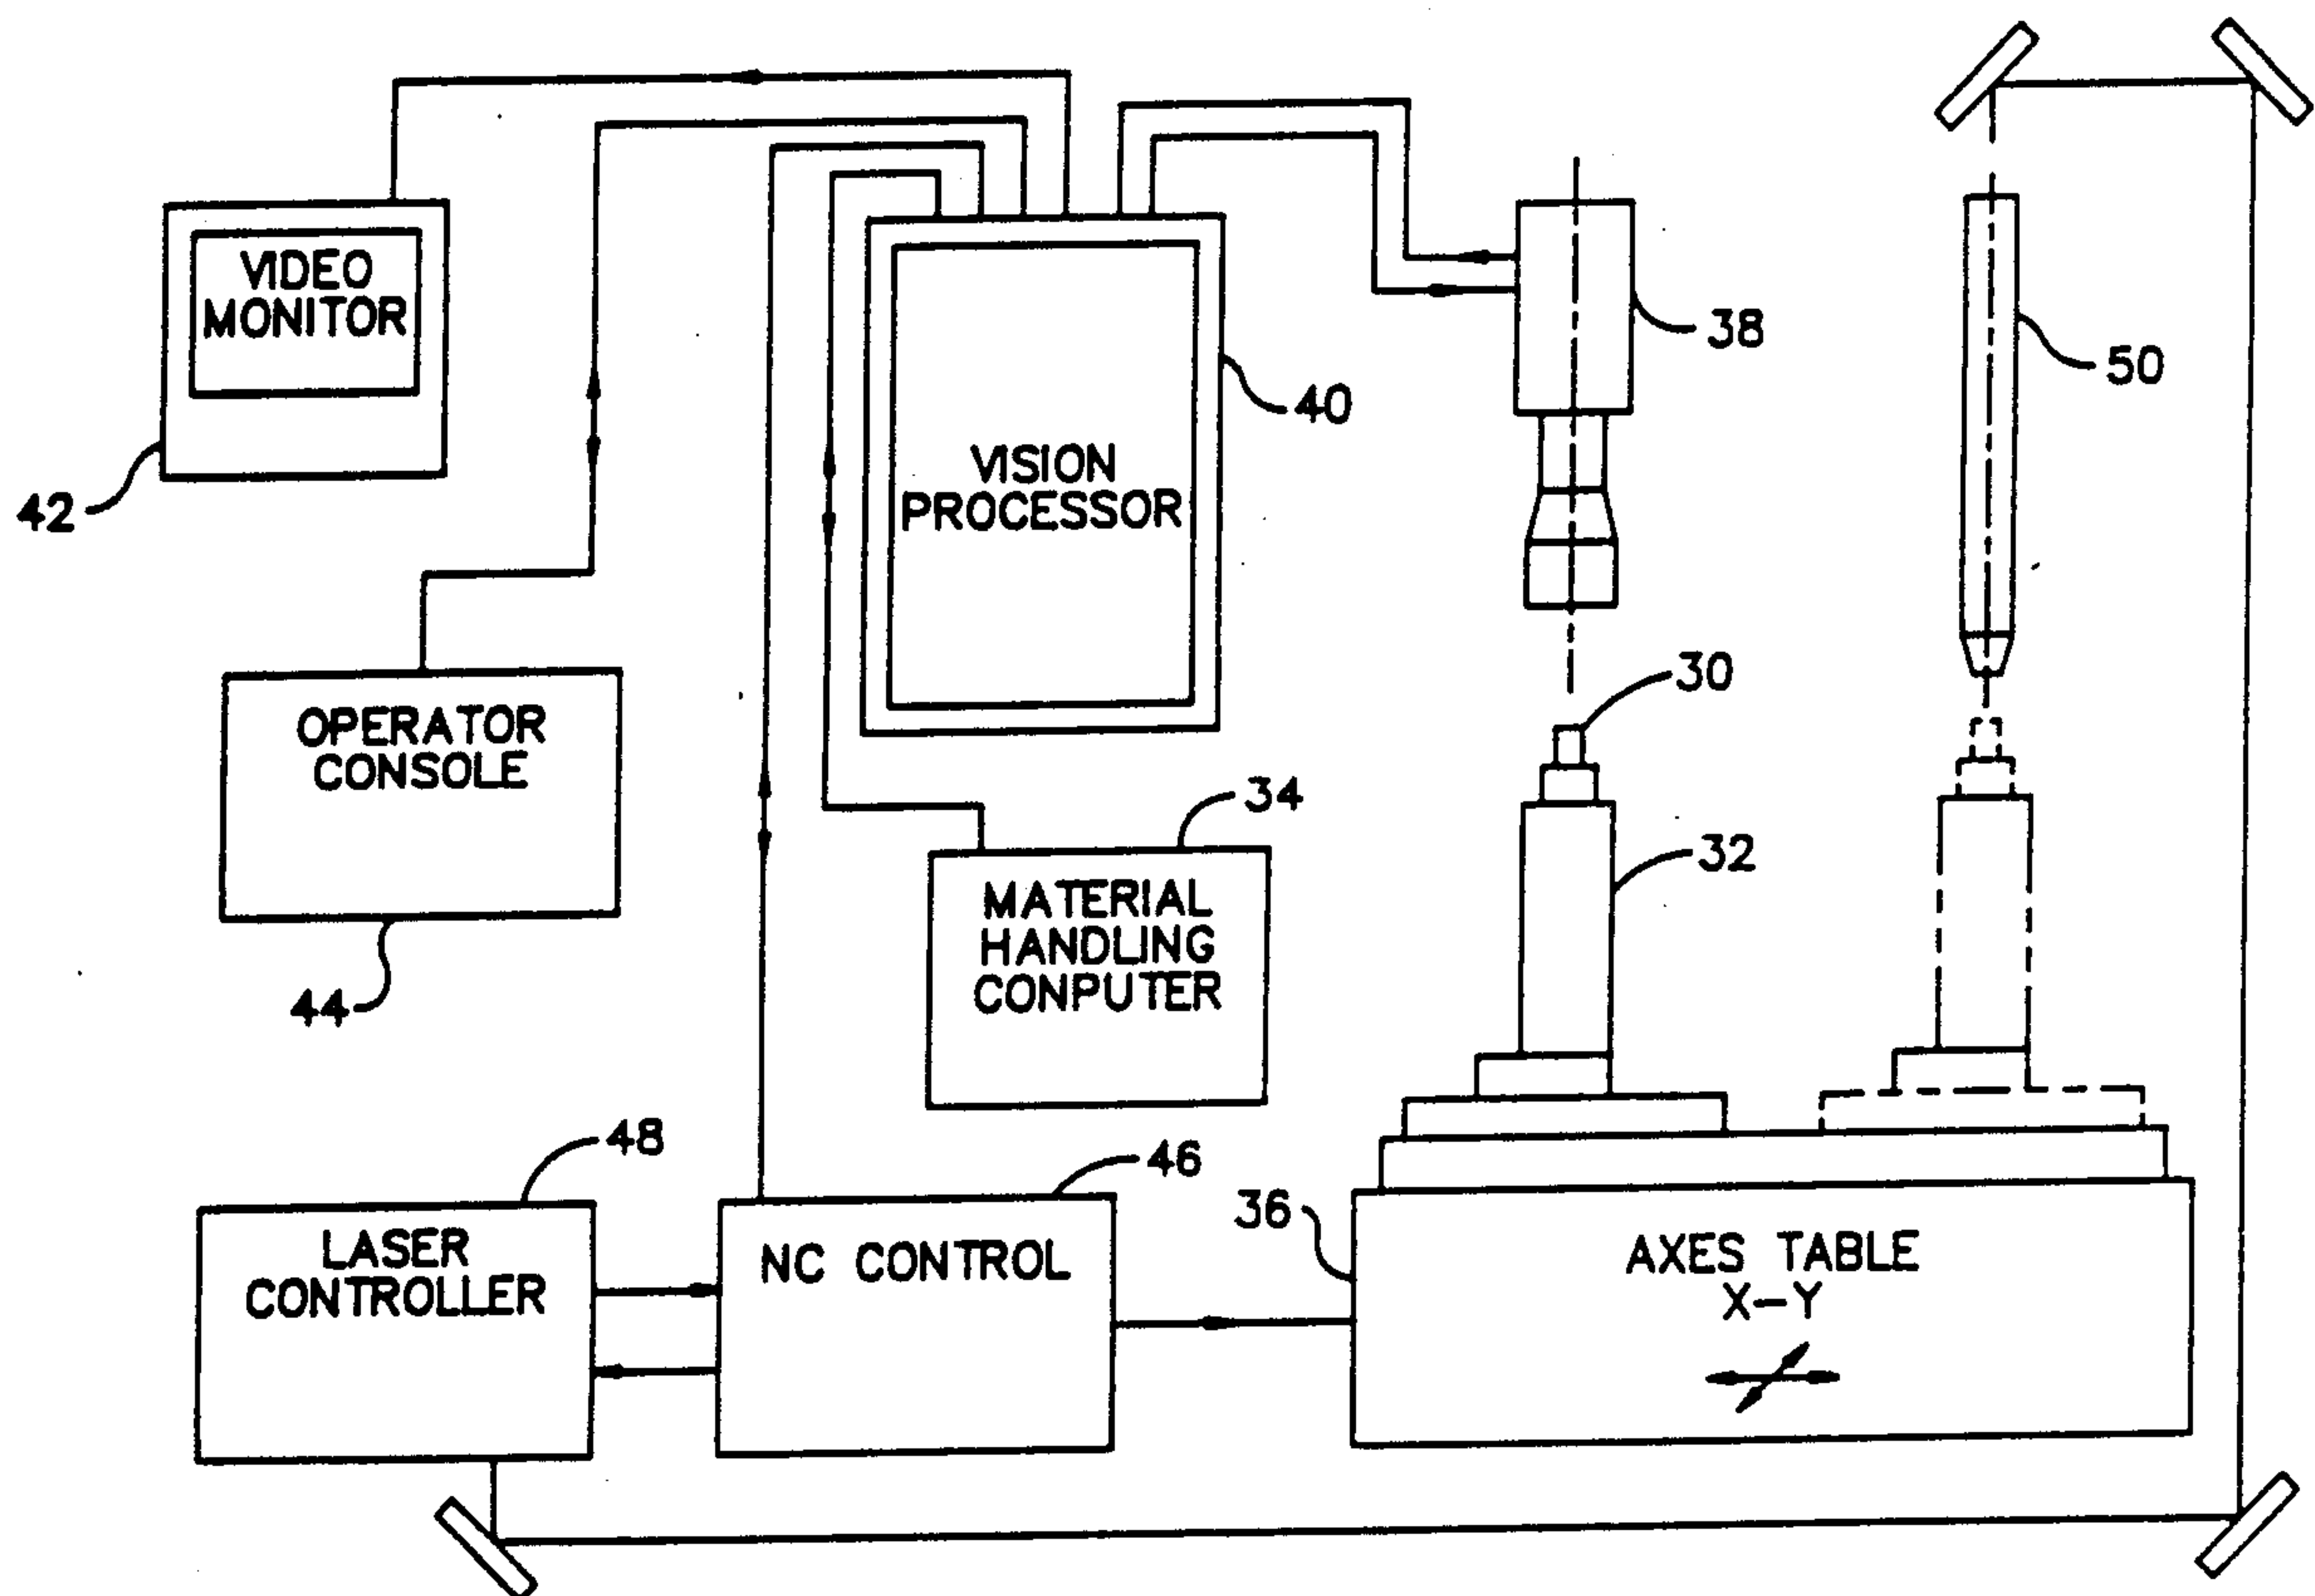 VIDEO
MONITOR
42
38
50
40
VISION
PROCESSOR
30
OPERATOR
CONSOLE
44
34
MATERIAL
HANDLING
CONPUTER
32
48
LASER
CONTROLLER
46
NC CONTROL
36
AXES TABLE
X-Y